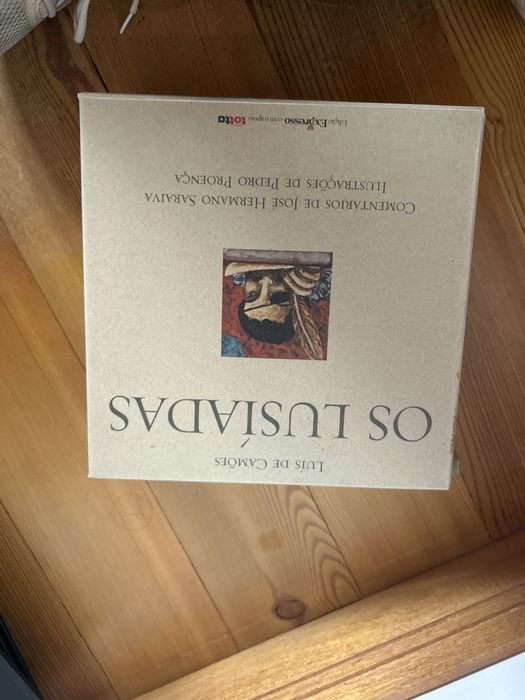 LUÍS DE CAMÕES
OS LUSÍADAS
COMENTÁRIOS DE JOSÉ HERMANO SARAIVA
ILUSTRAÇÕES DE PEDRO PROENÇA
Edição Expresso com o apoio totta